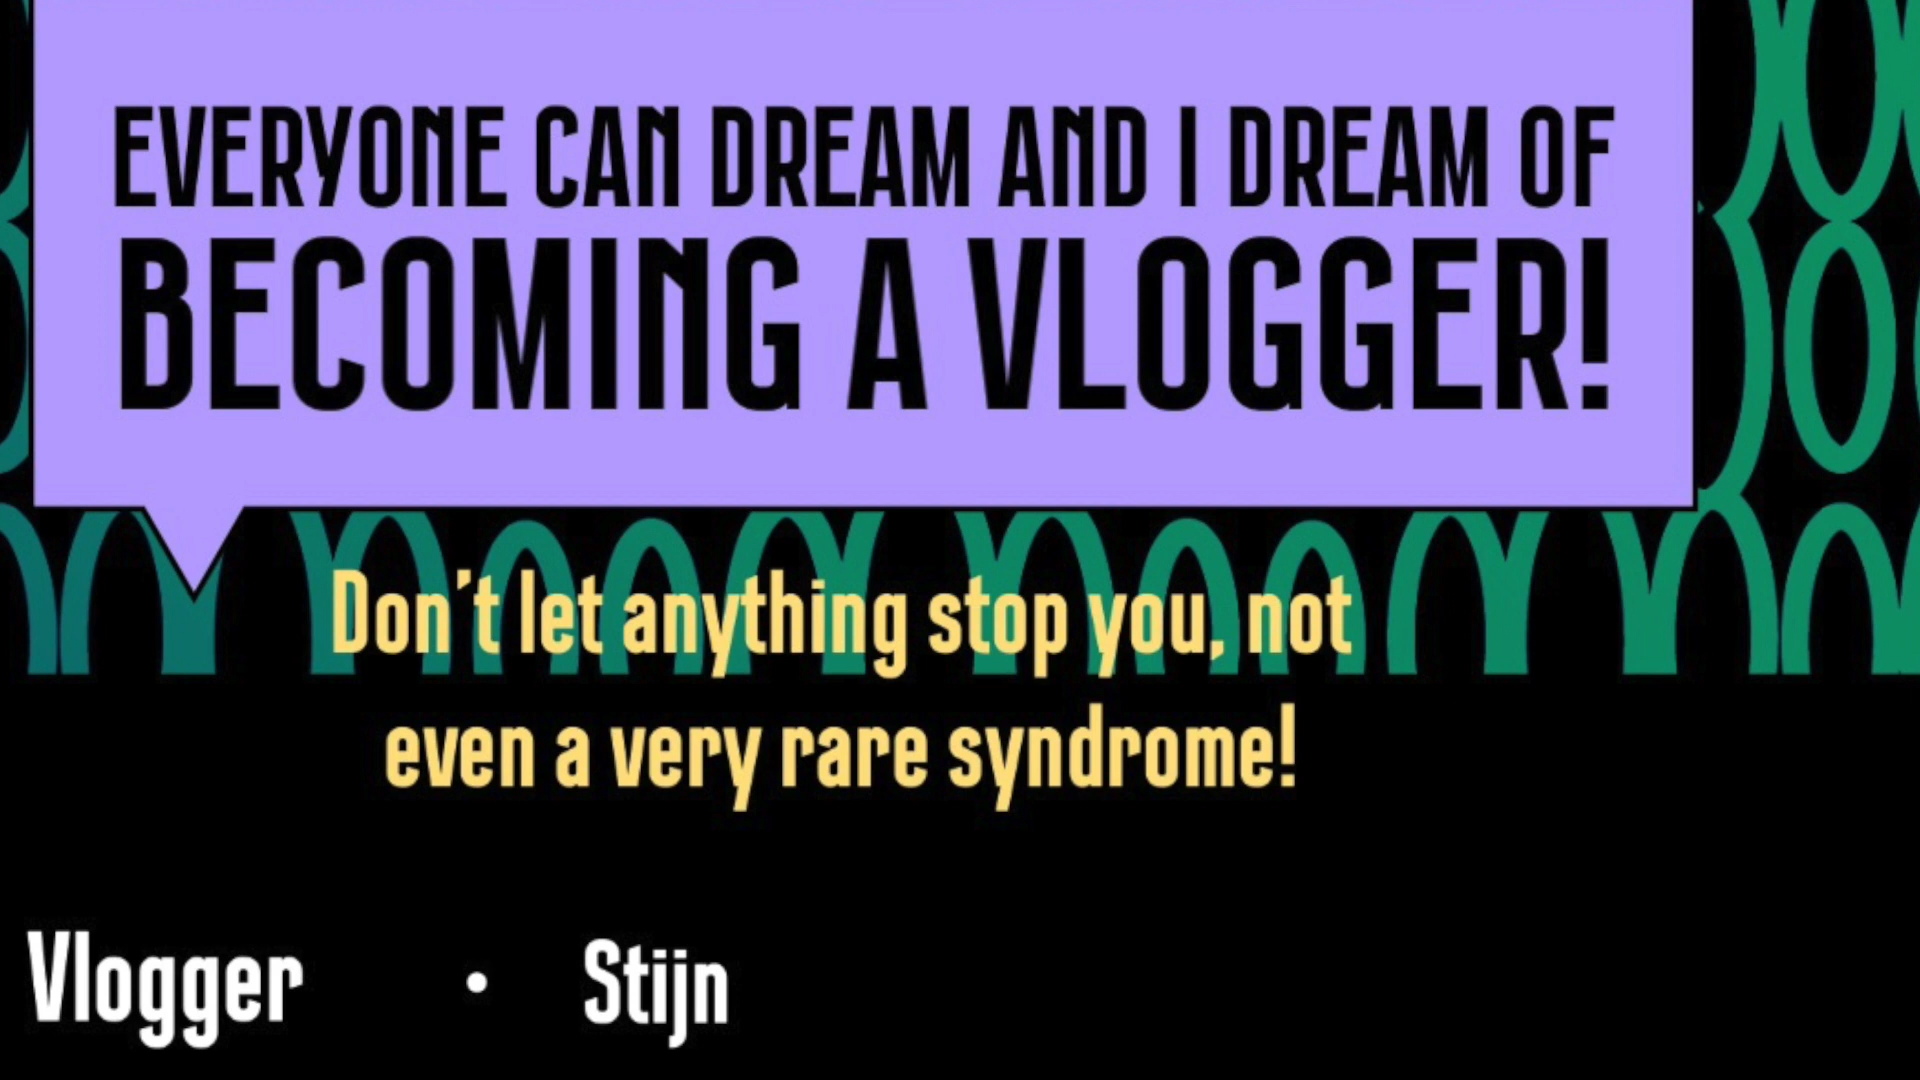 EVERYONE CAN DREAM AND I DREAM OF
BECOMING A VLOGGER!
Don't let anything stop you, not
even a very rare syndrome!
Vlogger • Stijn